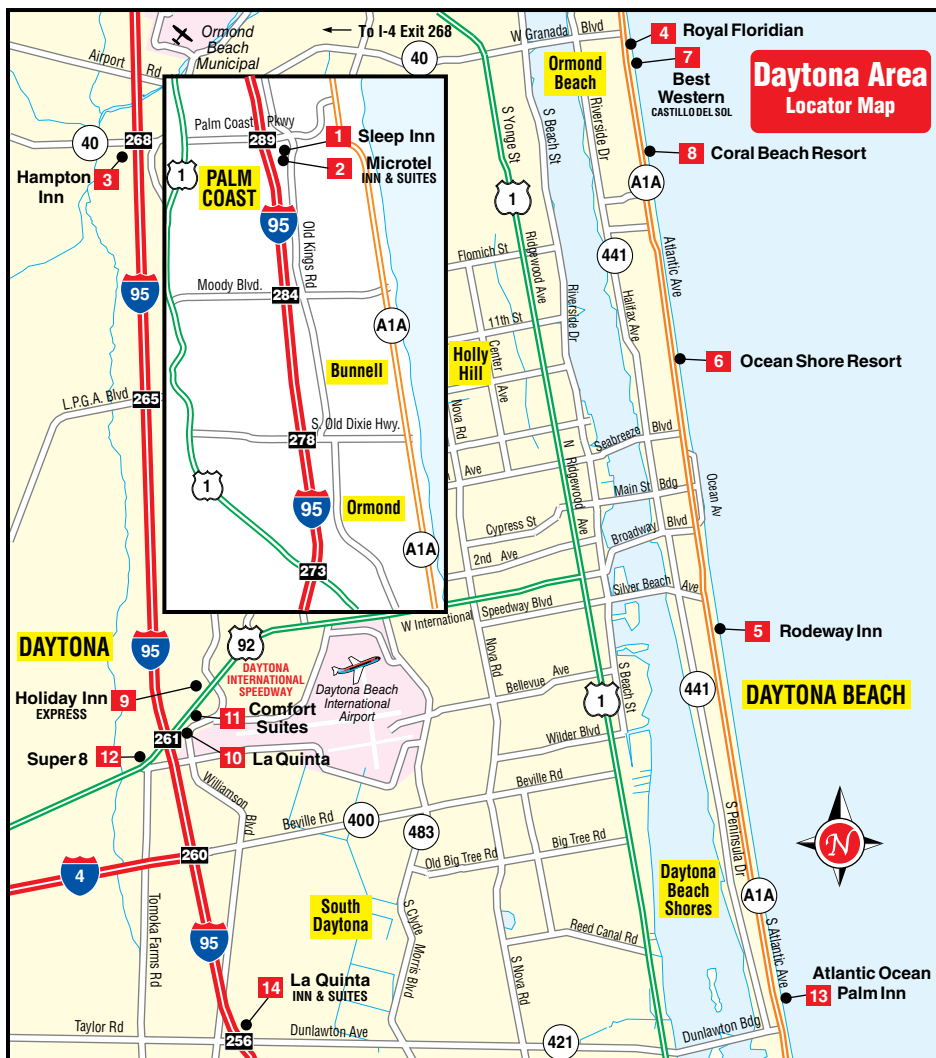 Daytona Area
Locator Map
Ormond
Beach
Municipal
To I-4 Exit 268
40
Airport Rd
W Granada Blvd
4 Royal Floridian
7
Best
Western
CASTILLO DEL SOL
Ormond
Beach
40
268
Hampton
Inn
3
Palm Coast Pkwy
289
1 Sleep Inn
2 Microtel
INN & SUITES
1
PALM
COAST
95
Old Kings Rd
Moody Blvd.
284
A1A
Bunnell
S. Old Dixie Hwy.
278
1
95
Ormond
A1A
273
S Yonge St
S Beach St
Riverside Dr
8 Coral Beach Resort
A1A
1
Atlantic Ave
Flomich St
Ridgewood Ave
441
Riverside Dr
Halifax Ave
11th St
Holly
Hill
Center Ave
6 Ocean Shore Resort
95
L.P.G.A. Blvd
265
Nova Rd
Seabreeze Blvd
Ave
N Ridgewood Ave
Main St Bdg
Ocean Av
Cypress St
Broadway Blvd
2nd Ave
Silver Beach Ave
W International Speedway Blvd
92
DAYTONA
95
DAYTONA
INTERNATIONAL
SPEEDWAY
Daytona Beach
International
Airport
Nova Rd
5 Rodeway Inn
Bellevue Ave
S Beach St
441
DAYTONA BEACH
1
Holiday Inn
EXPRESS
9
11 Comfort
Suites
261
Super 8
12
10 La Quinta
Wilder Blvd
Williamson Blvd
Beville Rd
Beville Rd
400
483
S Peninsula Dr
N
260
4
Old Big Tree Rd
Big Tree Rd
Daytona
Beach
Shores
A1A
Tomoka Farms Rd
South
Daytona
S Clyde Morris Blvd
95
Reed Canal Rd
S Atlantic Ave
S Nova Rd
Atlantic Ocean
Palm Inn
13
14 La Quinta
INN & SUITES
Taylor Rd
256
Dunlawton Ave
421
Dunlawton Bdg